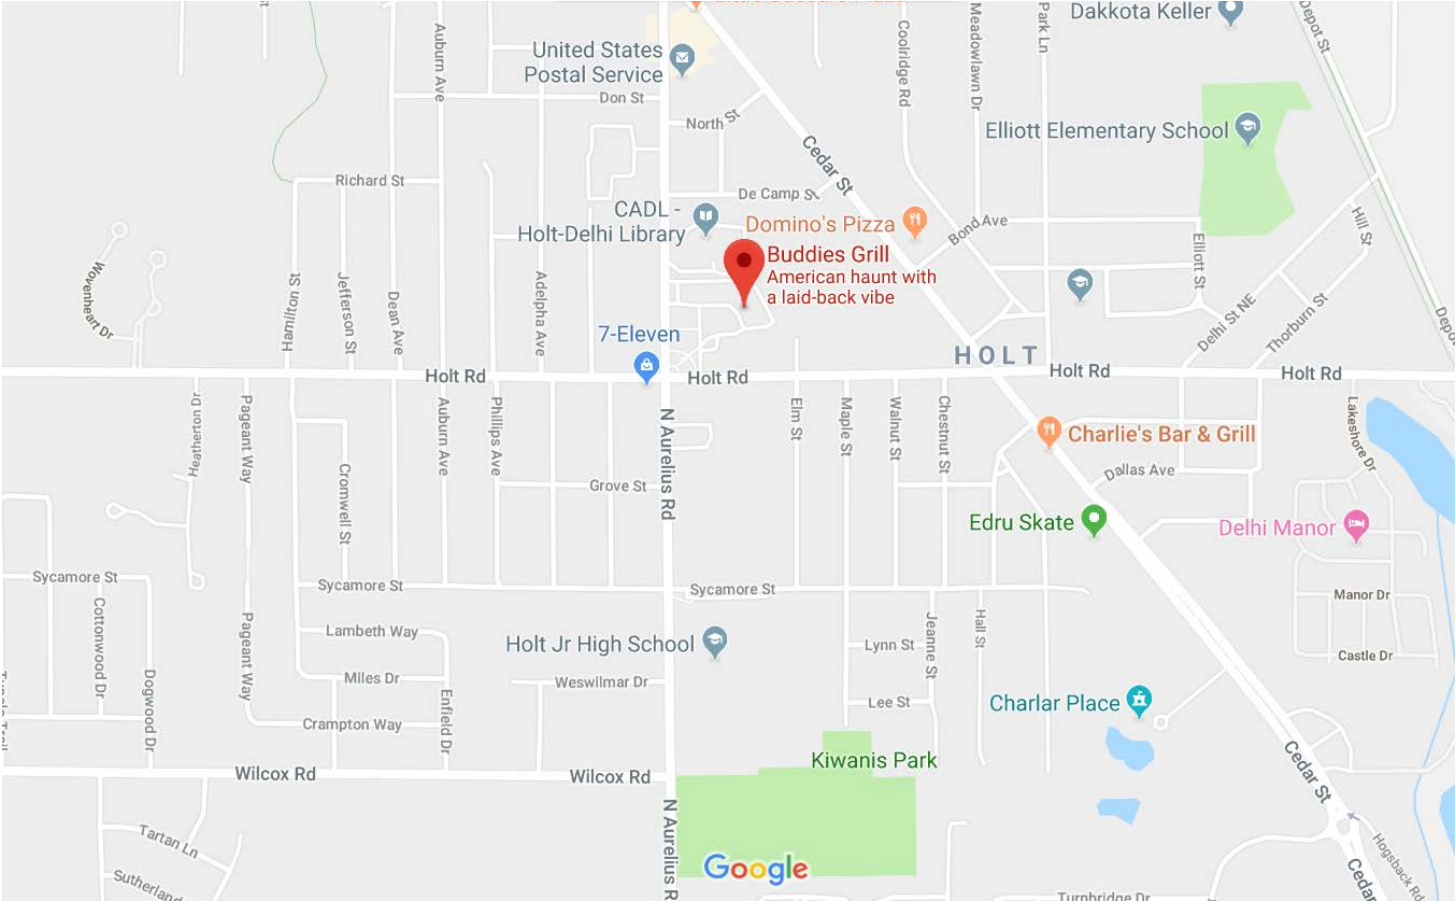 Dakkota Keller
United States
Postal Service
Auburn Ave
Coolridge Rd
Meadowlawn Dr
Park Ln
Depot St
Don St
North St
Elliott Elementary School
Cedar St
Richard St
De Camp St
CADL -
Holt-Delhi Library
Domino's Pizza
Bond Ave
Hill St
Buddies Grill
American haunt with
a laid-back vibe
Elliott St
Wovenheart Dr
Hamilton St
Jefferson St
Dean Ave
Adelpha Ave
7-Eleven
Delhi St NE
Thorburn St
HOLT
Holt Rd
Holt Rd
Holt Rd
Holt Rd
Heatherton Dr
Pageant Way
Auburn Ave
Phillips Ave
N Aurelius Rd
Elm St
Maple St
Walnut St
Chestnut St
Lakeshore Dr
Charlie's Bar & Grill
Cromwell St
Grove St
Dallas Ave
Edru Skate
Delhi Manor
Sycamore St
Sycamore St
Sycamore St
Manor Dr
Cottonwood Dr
Pageant Way
Lambeth Way
Holt Jr High School
Lynn St
Jeanne St
Hall St
Castle Dr
Dogwood Dr
Miles Dr
Weswilmar Dr
Enfield Dr
Lee St
Charlar Place
Crampton Way
Kiwanis Park
Wilcox Rd
Wilcox Rd
Cedar St
N Aurelius R
Tartan Ln
Hogsback Rd
Google
Sutherland
Cedar
Turnbridge Dr